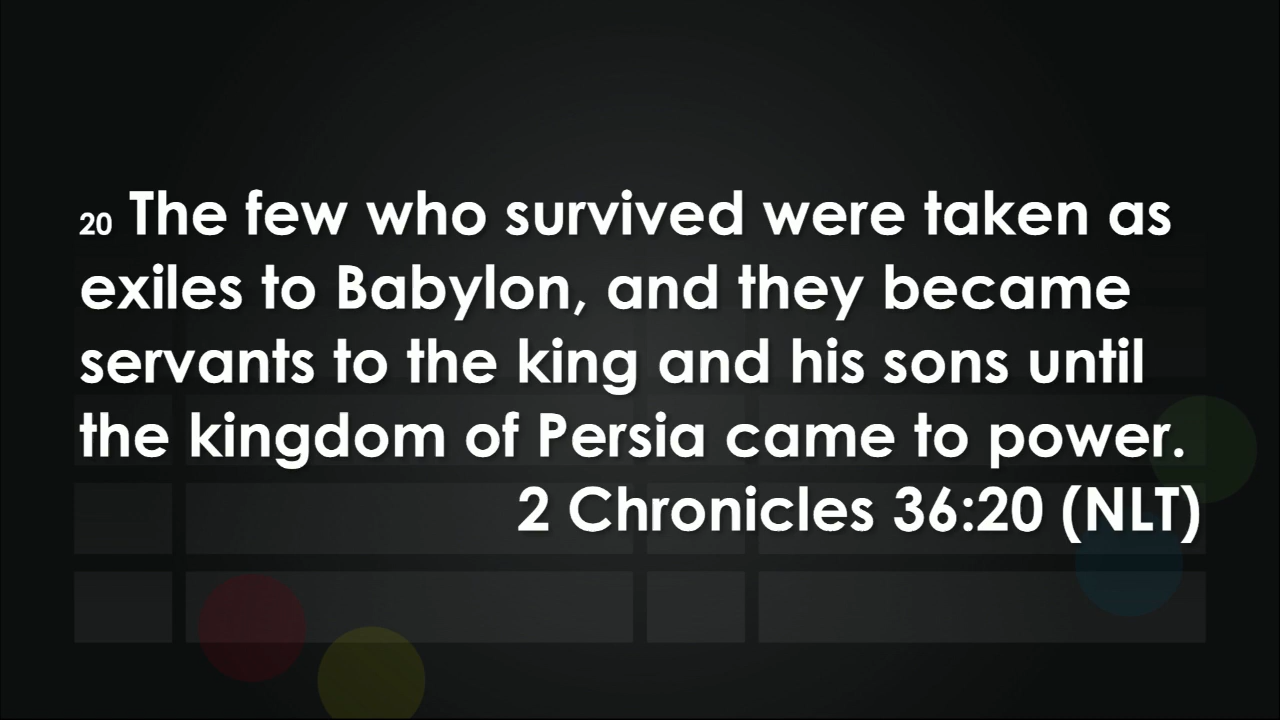 20 The few who survived were taken as
exiles to Babylon, and they became
servants to the king and his sons until
the kingdom of Persia came to power.
2 Chronicles 36:20 (NLT)